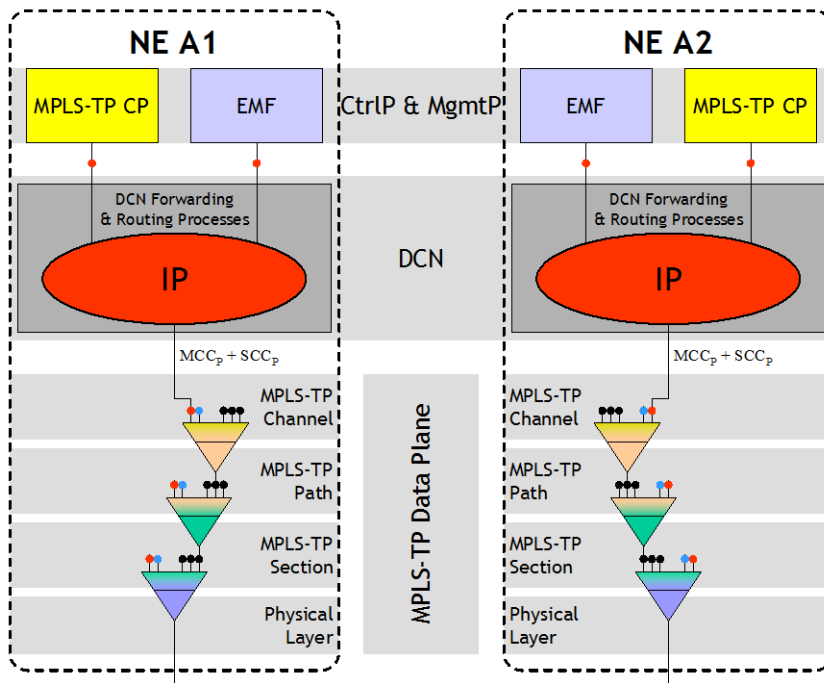 NE A1
NE A2
MPLS-TP CP
EMF
CtrlP & MgmtP
EMF
MPLS-TP CP
DCN Forwarding
& Routing Processes
IP
DCN
DCN Forwarding
& Routing Processes
IP
MCCP + SCCP
MCCP + SCCP
MPLS-TP
Channel
MPLS-TP
Path
MPLS-TP
Section
Physical
Layer
MPLS-TP Data Plane
MPLS-TP
Channel
MPLS-TP
Path
MPLS-TP
Section
Physical
Layer